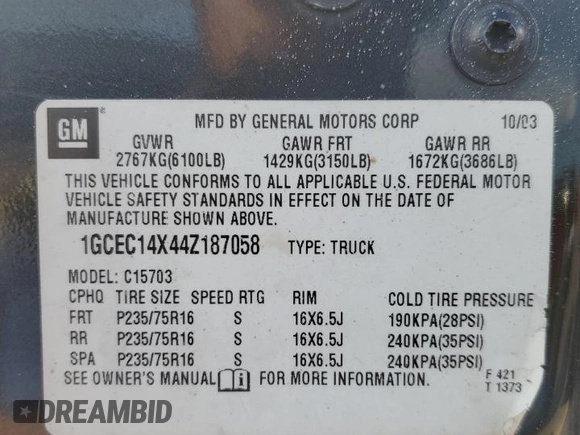 GM ®
MFD BY GENERAL MOTORS CORP 10/03
GVWR GAWR FRT GAWR RR
2767KG(6100LB) 1429KG(3150LB) 1672KG(3686LB)
THIS VEHICLE CONFORMS TO ALL APPLICABLE U.S. FEDERAL MOTOR
VEHICLE SAFETY STANDARDS IN EFFECT ON THE DATE OF
MANUFACTURE SHOWN ABOVE.
1GCEC14X44Z187058 TYPE: TRUCK
MODEL: C15703
CPHQ TIRE SIZE SPEED RTG RIM COLD TIRE PRESSURE
FRT P235/75R16 S 16X6.5J 190KPA(28PSI)
RR P235/75R16 S 16X6.5J 240KPA(35PSI)
SPA P235/75R16 S 16X6.5J 240KPA(35PSI)
SEE OWNER'S MANUAL i FOR MORE INFORMATION. F 421
T 1373
DREAMBID